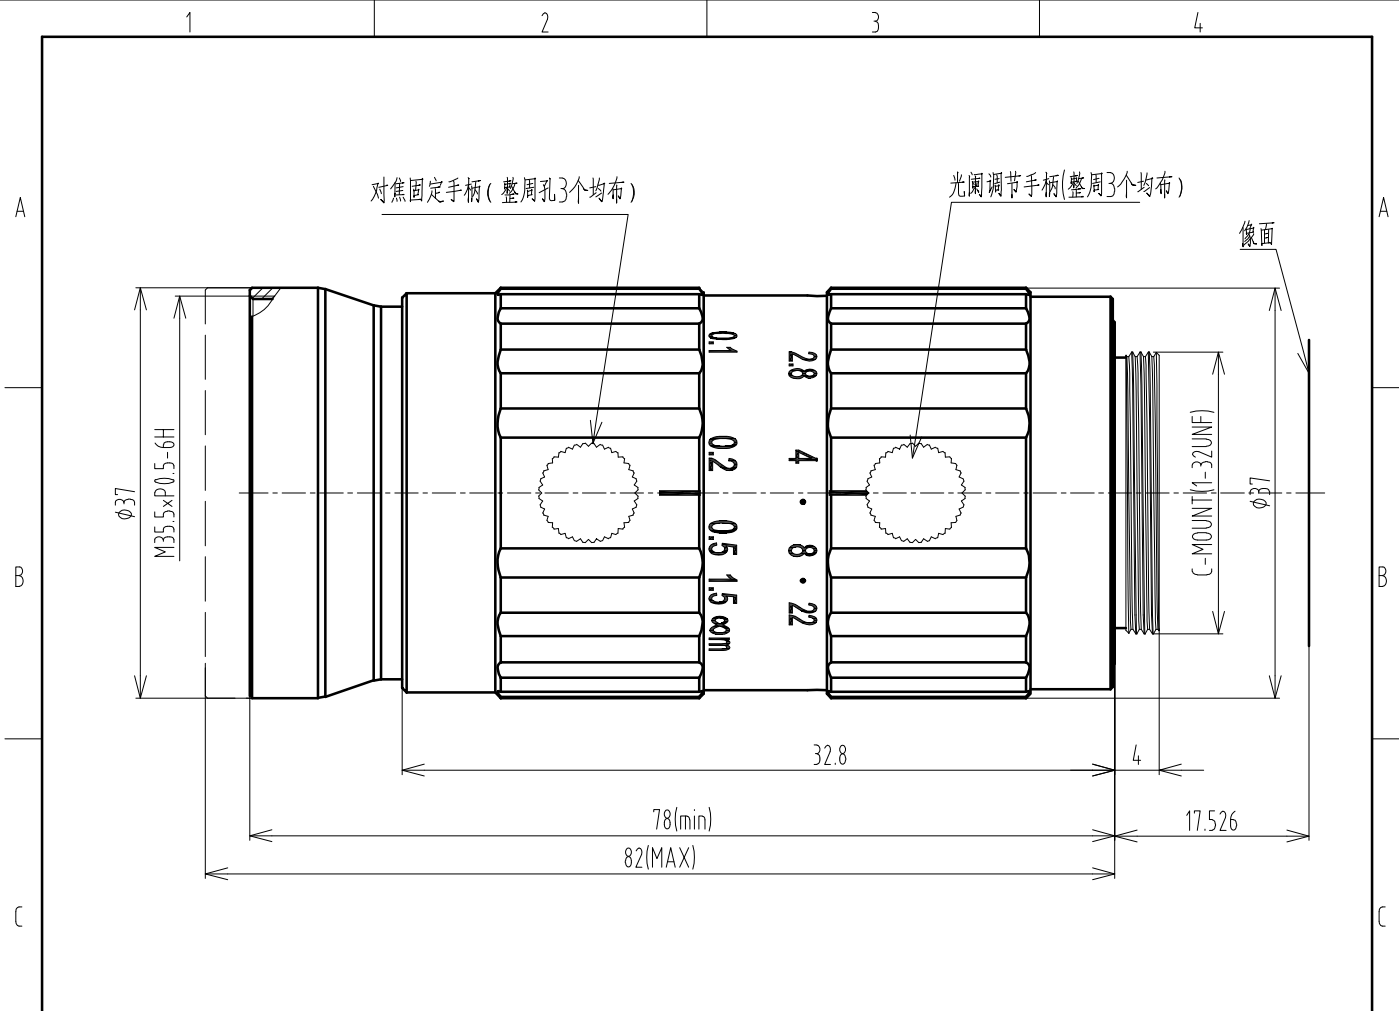 1 2 3 4
对焦固定手柄(整周孔3个均布)
光阑调节手柄(整周3个均布)
A
A
像面
0.1
2.8
0.2
4
M35.5xP0.5-6H
C-MOUNT(1-32UNF)
ϕ37
ϕ37
0.5
8
B
B
1.5
22
∞m
32.8
4
78(min)
17.526
82(MAX)
C
C